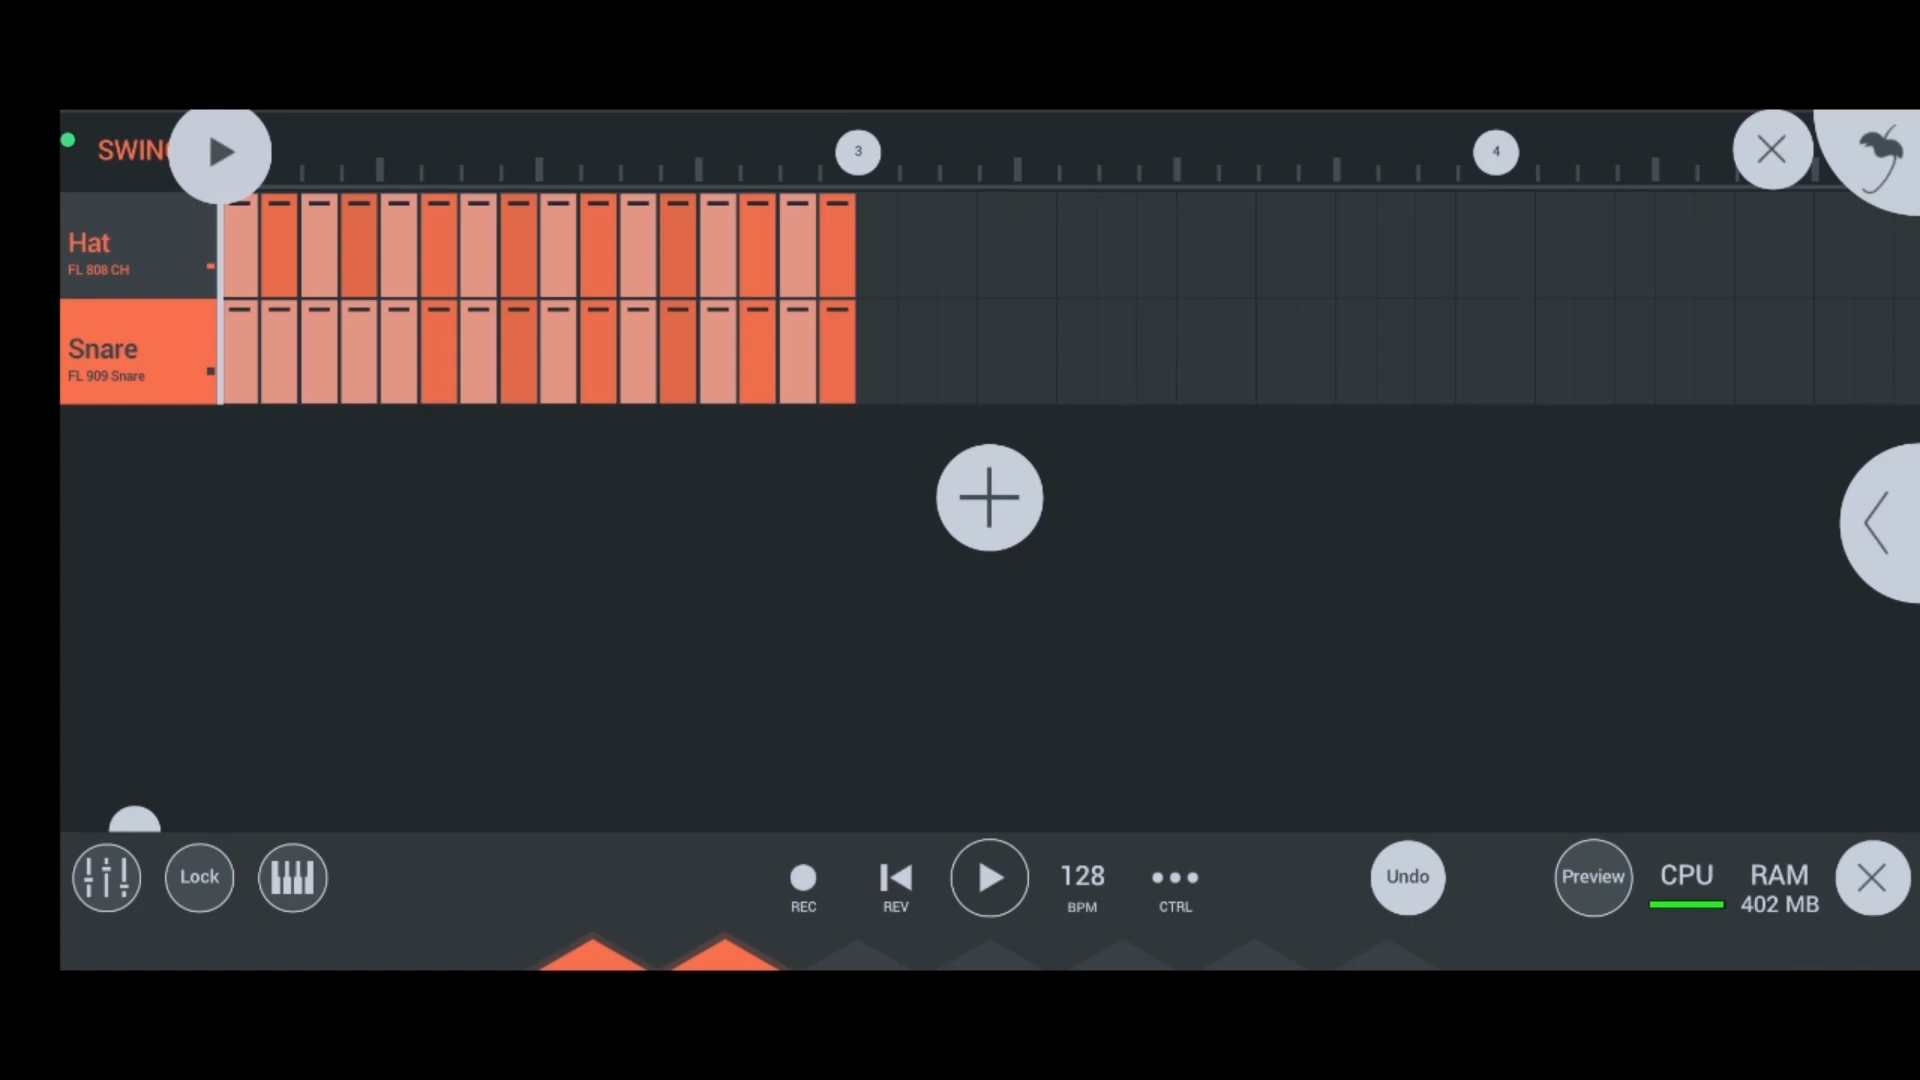 SWING
3
4
Hat
FL 808 CH
Snare
FL 909 Snare
Lock
REC
REV
128
BPM
CTRL
Undo
Preview
CPU
RAM
402 MB